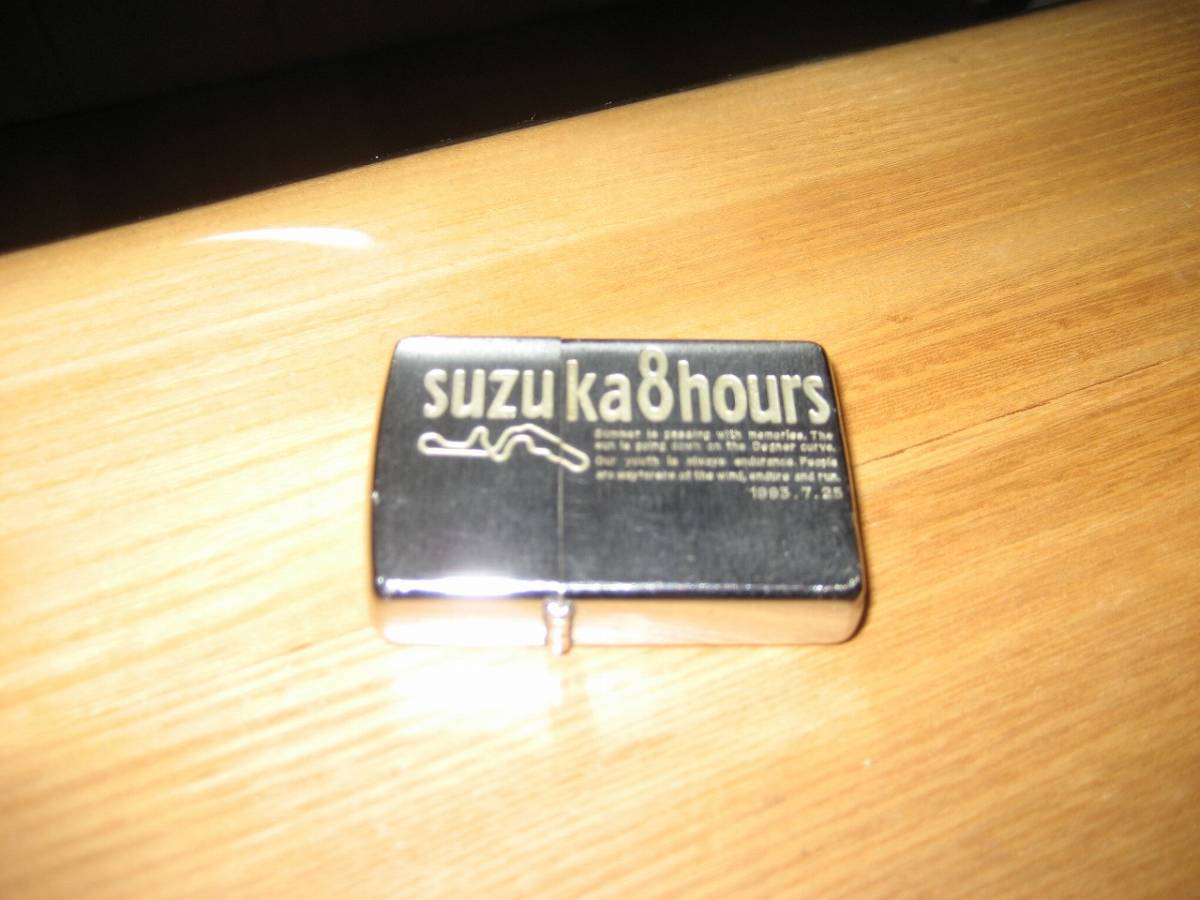 suzuka8hours
Summer is passing with memories. The
sun is going down on the Degner curve.
Our youth is always endurance. People
are wayfarers of the wind, endure and run.
1993.7.25